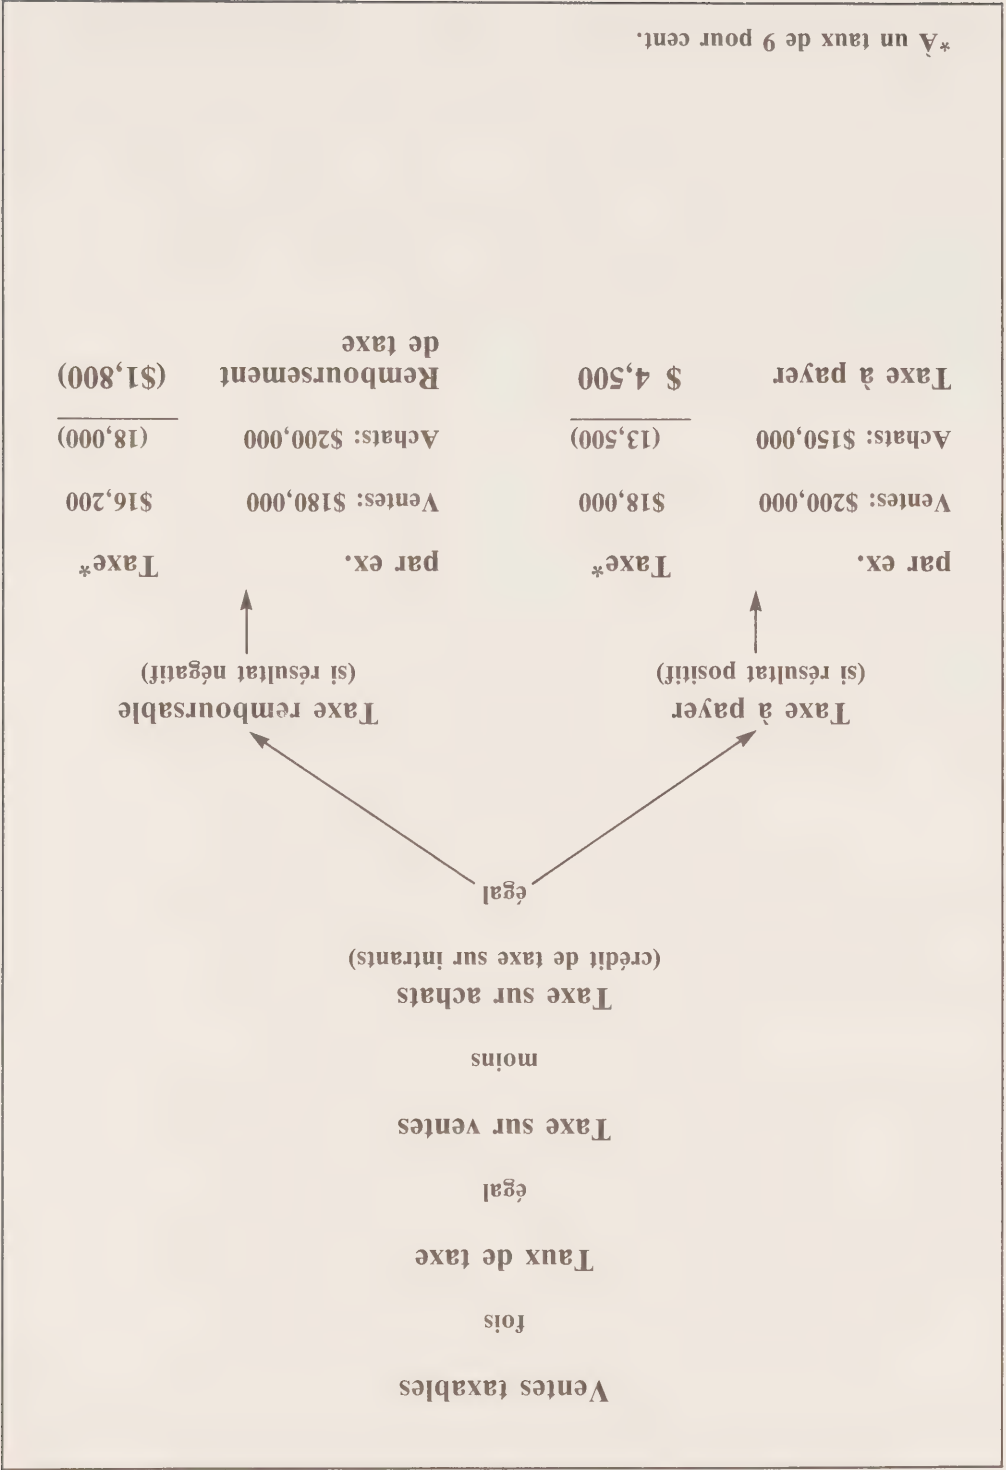 Ventes taxables
fois
Taux de taxe
égal
Taxe sur ventes
moins
Taxe sur achats
(crédit de taxe sur intrants)
égal
Taxe à payer
(si résultat positif)
par ex. Taxe*
Ventes: $200,000 $18,000
Achats: $150,000 (13,500)
Taxe à payer $ 4,500
Taxe remboursable
(si résultat négatif)
par ex. Taxe*
Ventes: $180,000 $16,200
Achats: $200,000 (18,000)
Remboursement ($1,800)
de taxe
*À un taux de 9 pour cent.